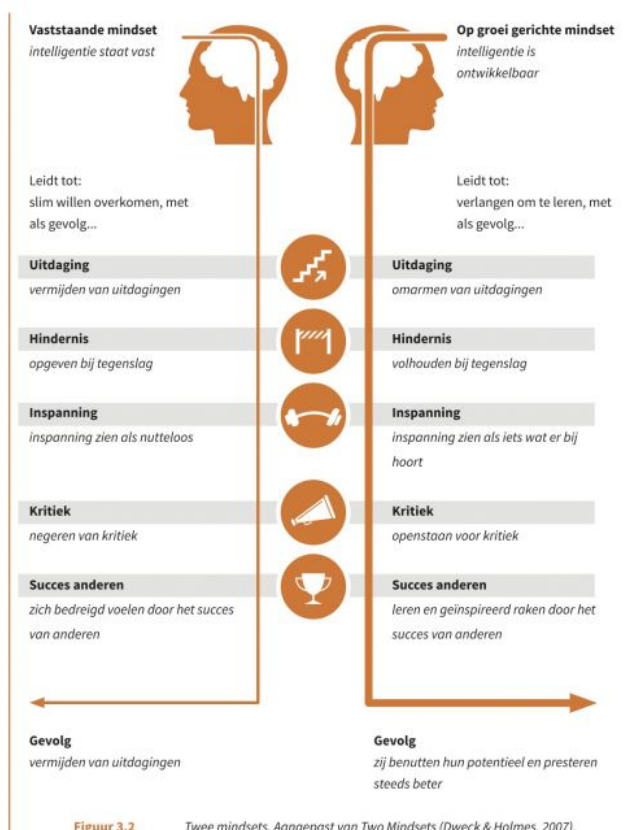 Vaststaande mindset
intelligentie staat vast
Op groei gerichte mindset
intelligentie is
ontwikkelbaar
Leidt tot:
slim willen overkomen, met
als gevolg...
Leidt tot:
verlangen om te leren, met
als gevolg...
Uitdaging
vermijden van uitdagingen
Uitdaging
omarmen van uitdagingen
Hindernis
opgeven bij tegenslag
Hindernis
volhouden bij tegenslag
Inspanning
inspanning zien als nutteloos
Inspanning
inspanning zien als iets wat er bij
hoort
Kritiek
negeren van kritiek
Kritiek
openstaan voor kritiek
Succes anderen
zich bedreigd voelen door het succes
van anderen
Succes anderen
leren en geïnspireerd raken door het
succes van anderen
Gevolg
vermijden van uitdagingen
Gevolg
zij benutten hun potentieel en presteren
steeds beter
Figuur 3.2 Twee mindsets. Aangepast van Two Mindsets (Dweck & Holmes, 2007).